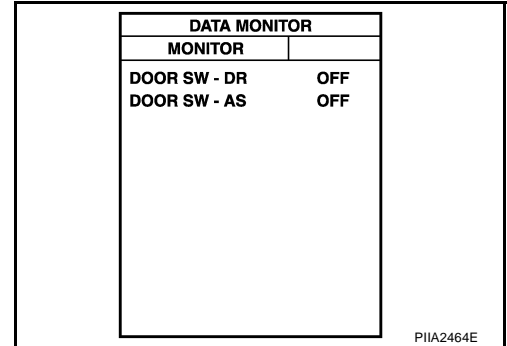 DATA MONITOR
MONITOR
DOOR SW - DR OFF
DOOR SW - AS OFF
PIIA2464E